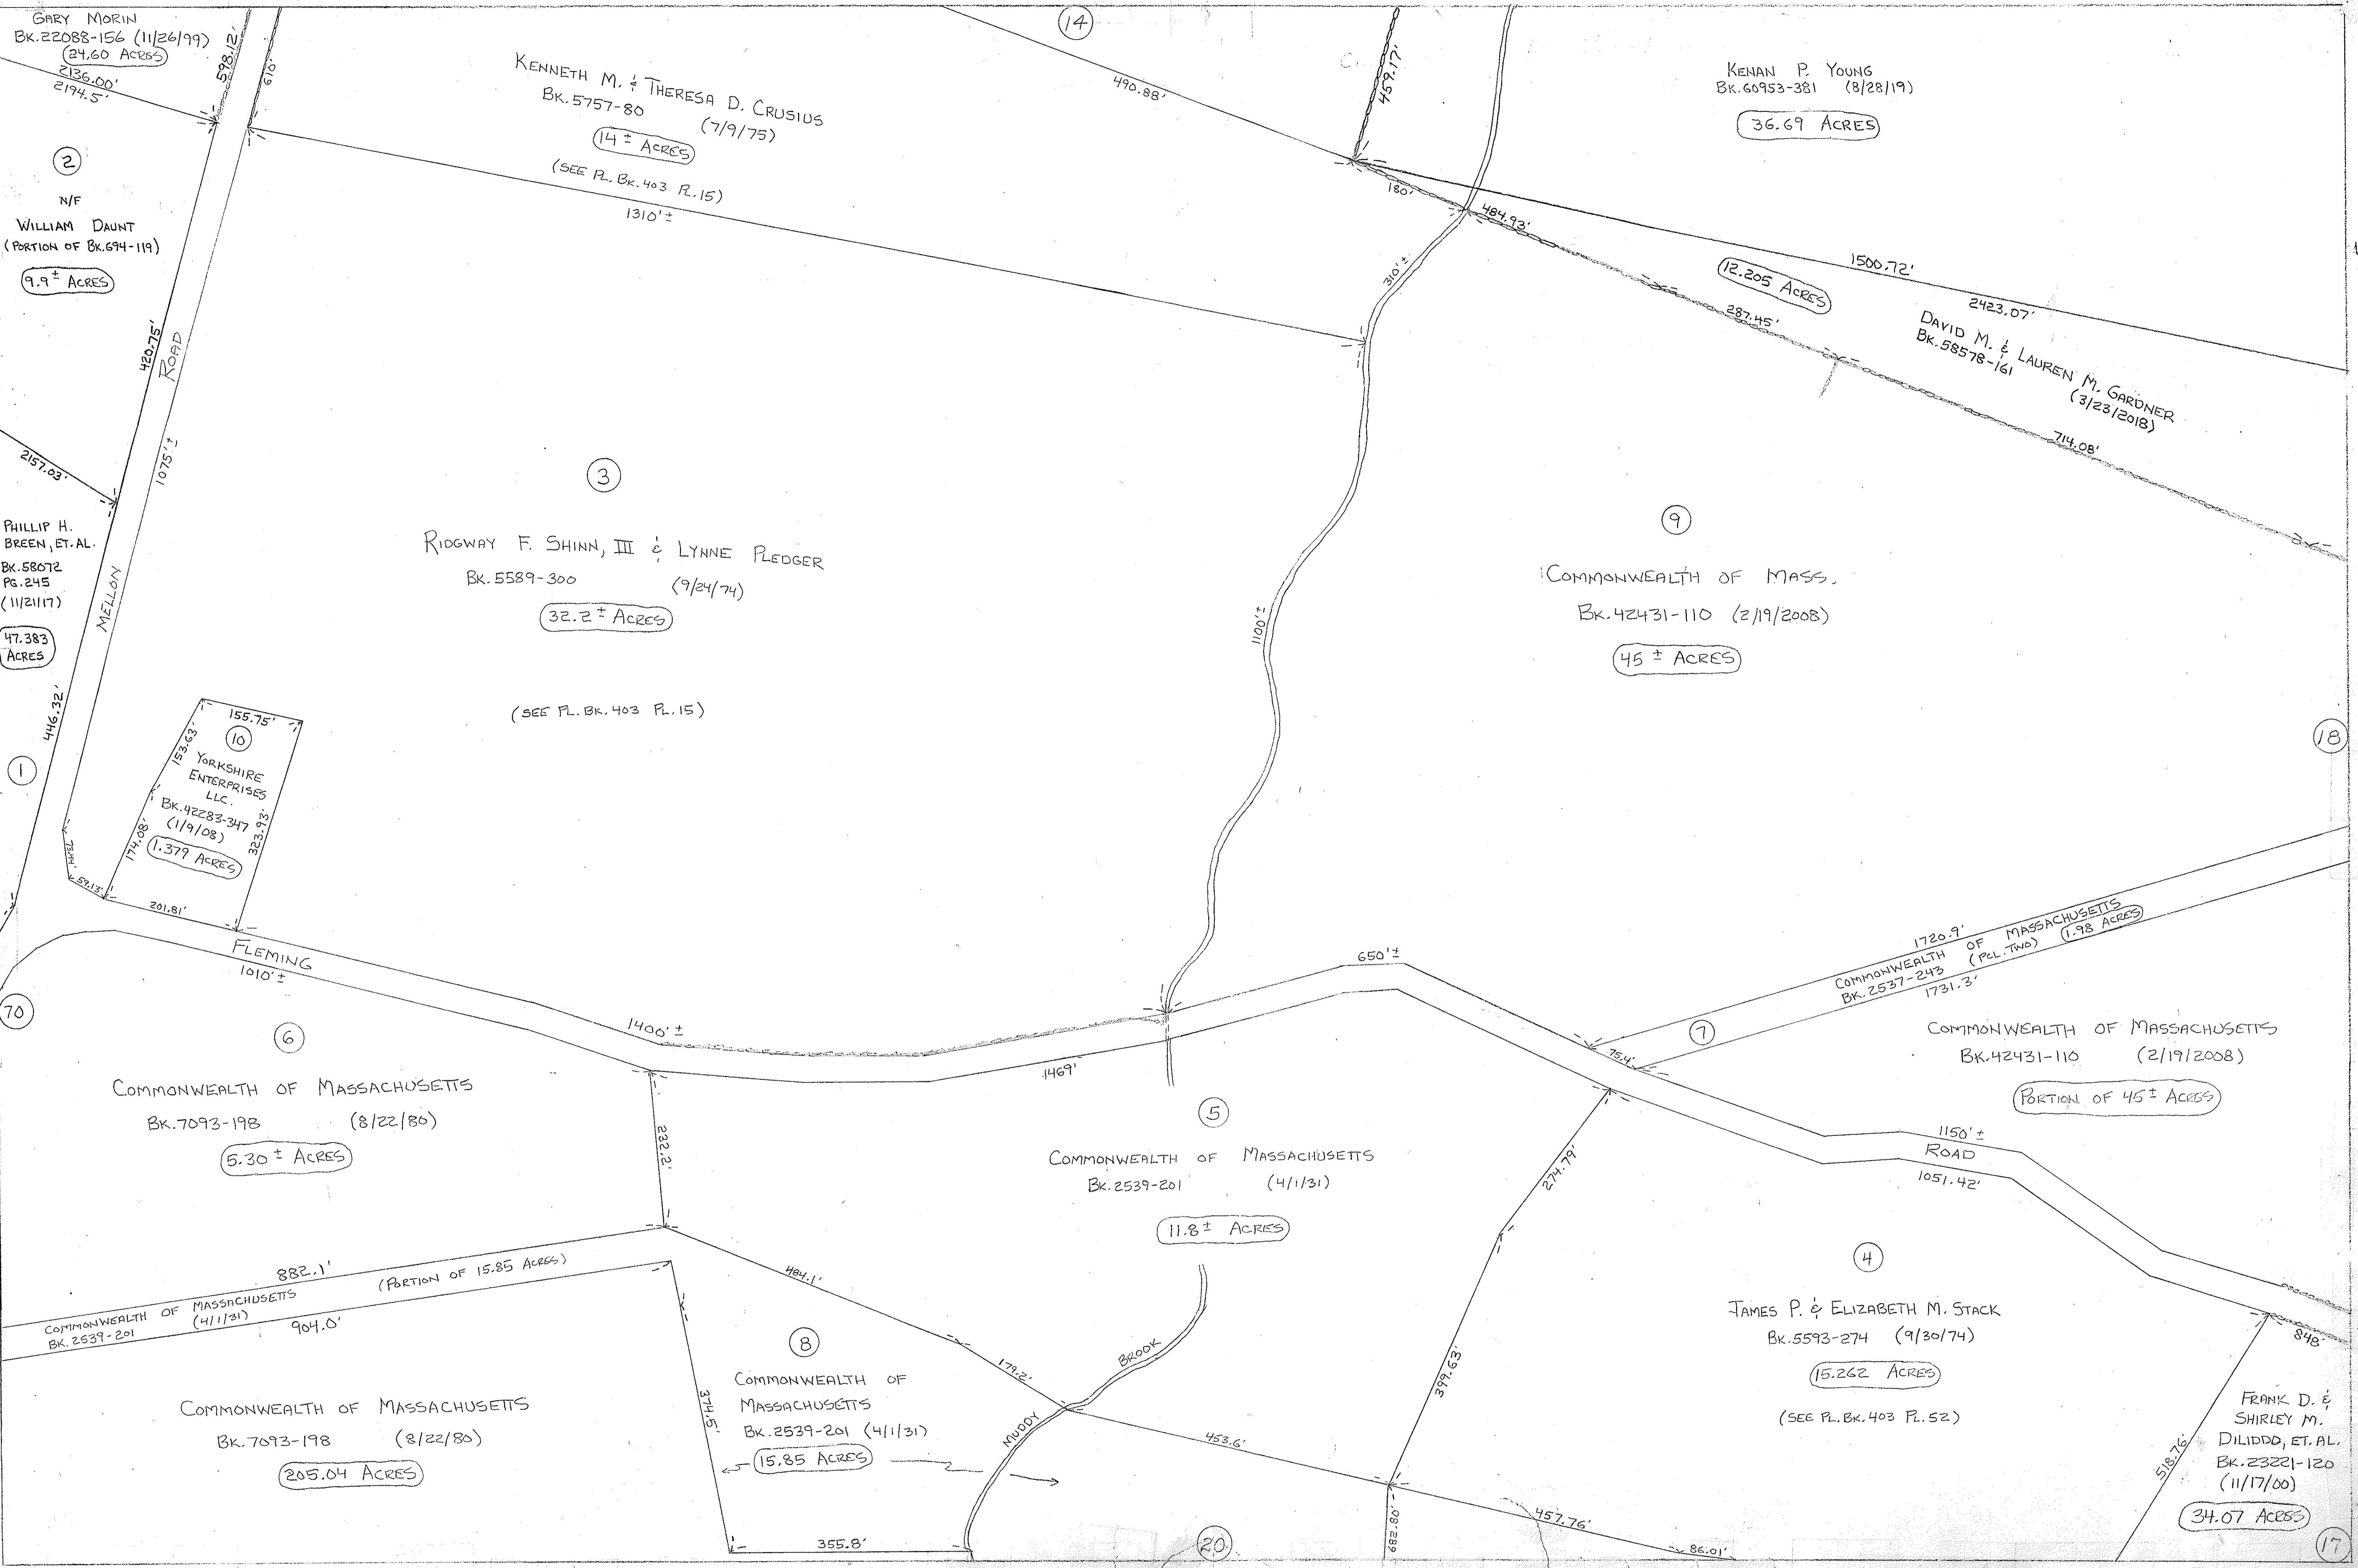 GARY MORIN
BK.22088-156 (11/26/99)
24.60 ACRES
2136.00'
2194.5'
598.12'
610'
2
N/F
WILLIAM DAUNT
(PORTION OF BK.694-119)
9.9± ACRES
420.75'
2157.03'
PHILLIP H.
BREEN, ET. AL.
BK.58072
PG.245
(11/21/17)
47.383
ACRES
446.32'
1
MELLON ROAD
1075'±
KENNETH M. & THERESA D. CRUSIUS
BK.5757-80 (7/9/75)
14± ACRES
(SEE PL.BK.403 PL.15)
1310'±
14
490.88'
459.17'
KENAN P. YOUNG
BK.60953-381 (8/28/19)
36.69 ACRES
180'
484.93'
310'±
1500.72'
2423.07'
12.205 ACRES
287.45'
DAVID M. & LAUREN M. GARDNER
BK.58578-161 (3/23/2018)
714.08'
3
RIDGWAY F. SHINN, III & LYNNE PLEDGER
BK.5589-300 (9/24/74)
32.2± ACRES
(SEE PL.BK.403 PL.15)
1100'±
9
COMMONWEALTH OF MASS.
BK.42431-110 (2/19/2008)
45± ACRES
18
155.75'
10
153.63'
YORKSHIRE
ENTERPRISES
LLC.
BK.42283-347
(1/9/08)
1.379 ACRES
174.08'
323.93'
73.44'
59.13'
201.81'
FLEMING
1010'±
1400'±
1469'
650'±
75.4'
1720.9'
COMMONWEALTH OF MASSACHUSETTS
BK.2537-243 (PCL.TWO) 1.98 ACRES
1731.3'
7
COMMONWEALTH OF MASSACHUSETTS
BK.42431-110 (2/19/2008)
PORTION OF 45± ACRES
1150'±
ROAD
1051.42'
70
6
COMMONWEALTH OF MASSACHUSETTS
BK.7093-198 (8/22/80)
5.30± ACRES
232.2'
5
COMMONWEALTH OF MASSACHUSETTS
BK.2539-201 (4/1/31)
11.8± ACRES
274.79'
399.63'
4
JAMES P. & ELIZABETH M. STACK
BK.5593-274 (9/30/74)
15.262 ACRES
(SEE PL.BK.403 PL.52)
848'
882.1'
(PORTION OF 15.85 ACRES)
COMMONWEALTH OF MASSACHUSETTS
BK.2539-201 (4/1/31)
904.0'
484.1'
179.2'
MUDDY BROOK
8
COMMONWEALTH OF
MASSACHUSETTS
BK.2539-201 (4/1/31)
15.85 ACRES
374.5'
355.8'
COMMONWEALTH OF MASSACHUSETTS
BK.7093-198 (8/22/80)
205.04 ACRES
453.6'
682.80'
457.76'
86.01'
20
518.76'
FRANK D. &
SHIRLEY M.
DILIDDO, ET. AL.
BK.23221-120
(11/17/00)
34.07 ACRES
17